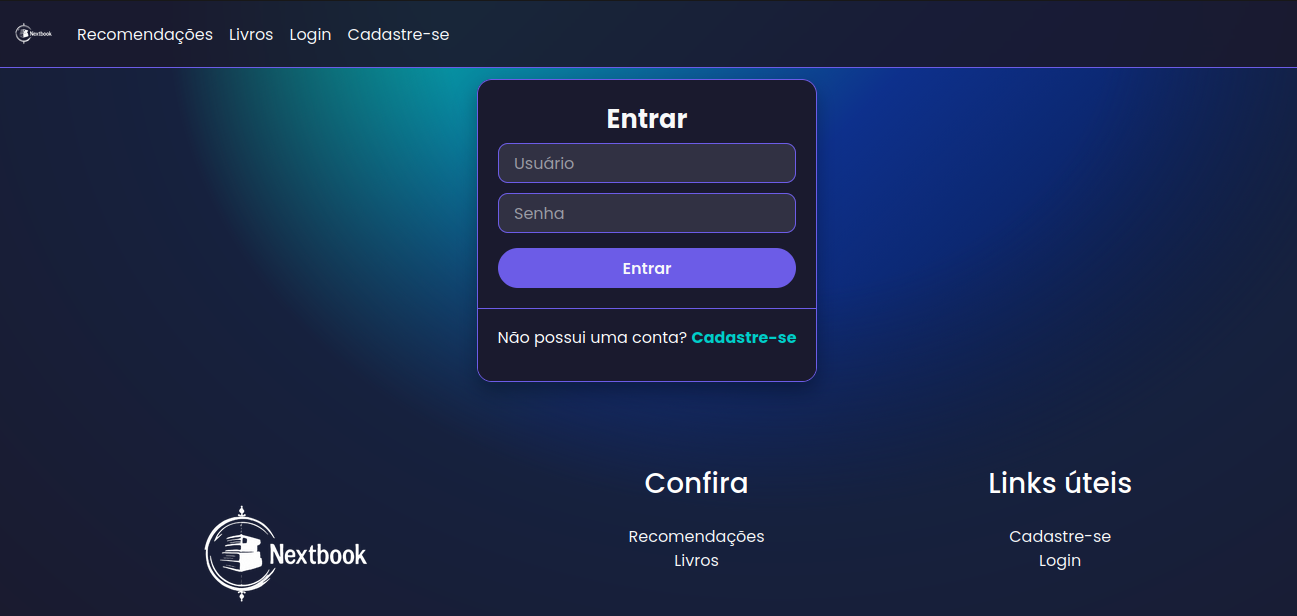 Nextbook
Recomendações Livros Login Cadastre-se
Entrar
Usuário
Senha
Entrar
Não possui uma conta? Cadastre-se
Nextbook
Confira
Recomendações
Livros
Links úteis
Cadastre-se
Login